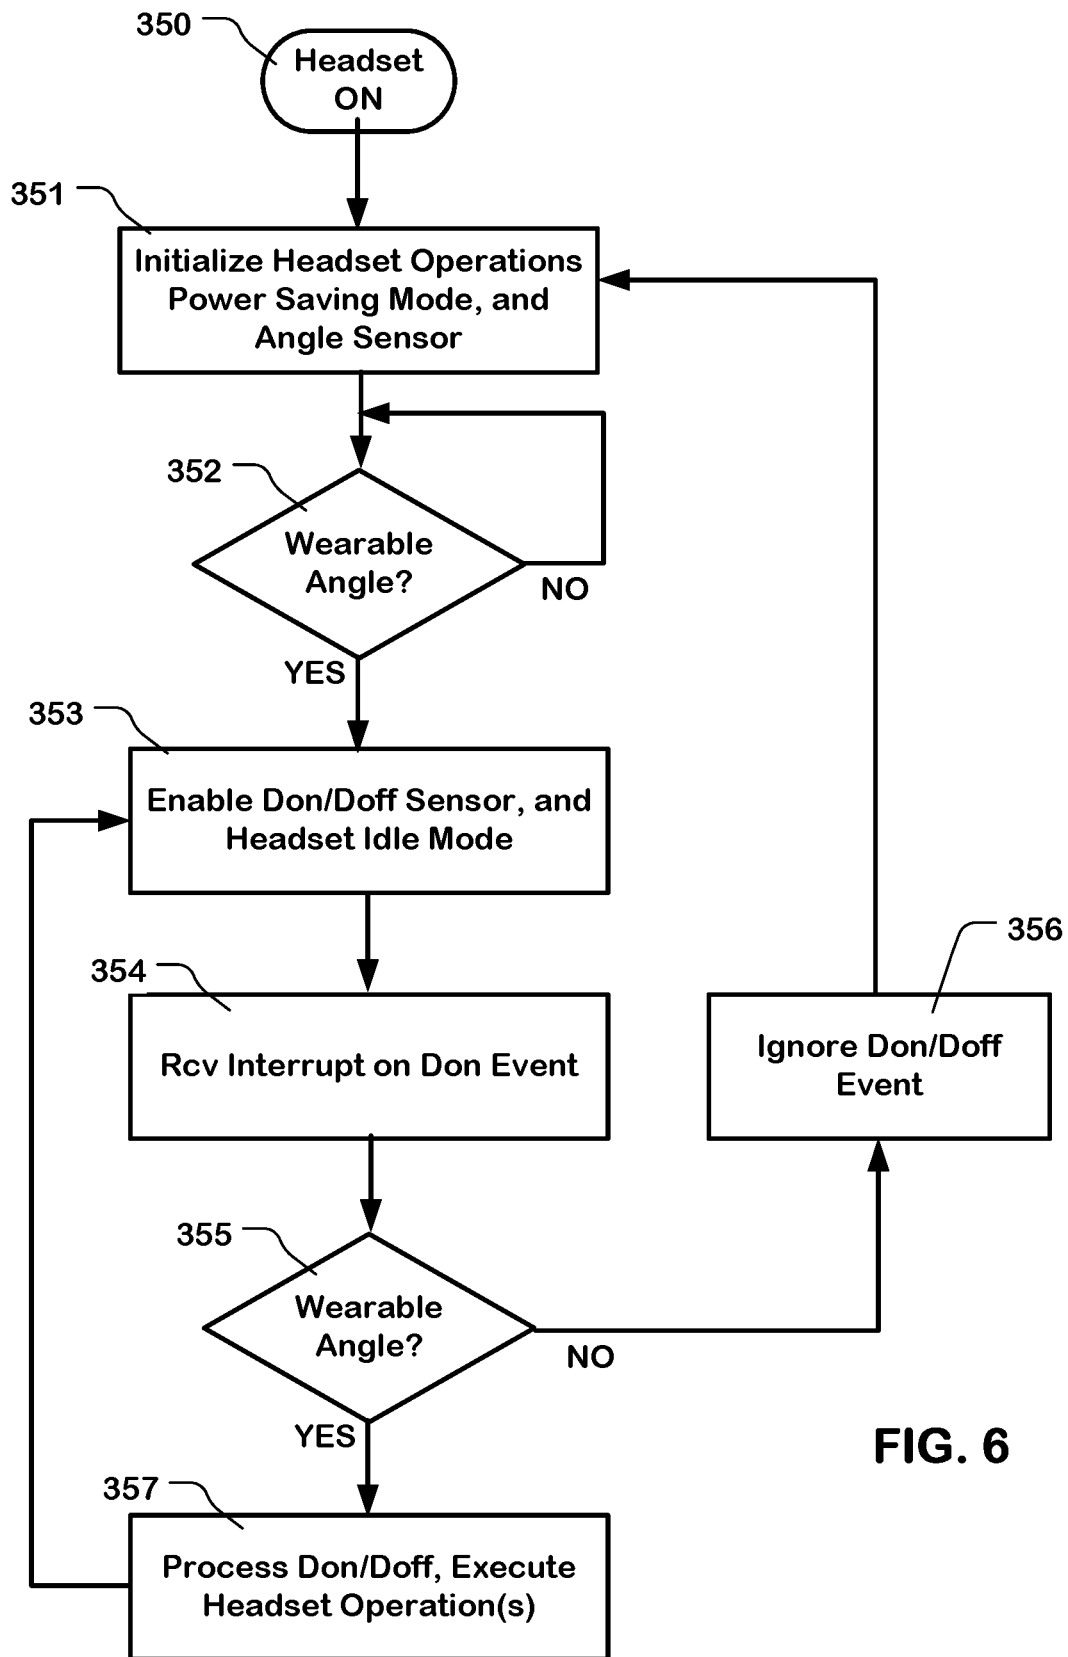 350
Headset
ON
351
Initialize Headset Operations
Power Saving Mode, and
Angle Sensor
352
Wearable
Angle?
NO
YES
353
Enable Don/Doff Sensor, and
Headset Idle Mode
354
Rcv Interrupt on Don Event
356
Ignore Don/Doff
Event
355
Wearable
Angle?
NO
YES
357
Process Don/Doff, Execute
Headset Operation(s)
FIG. 6